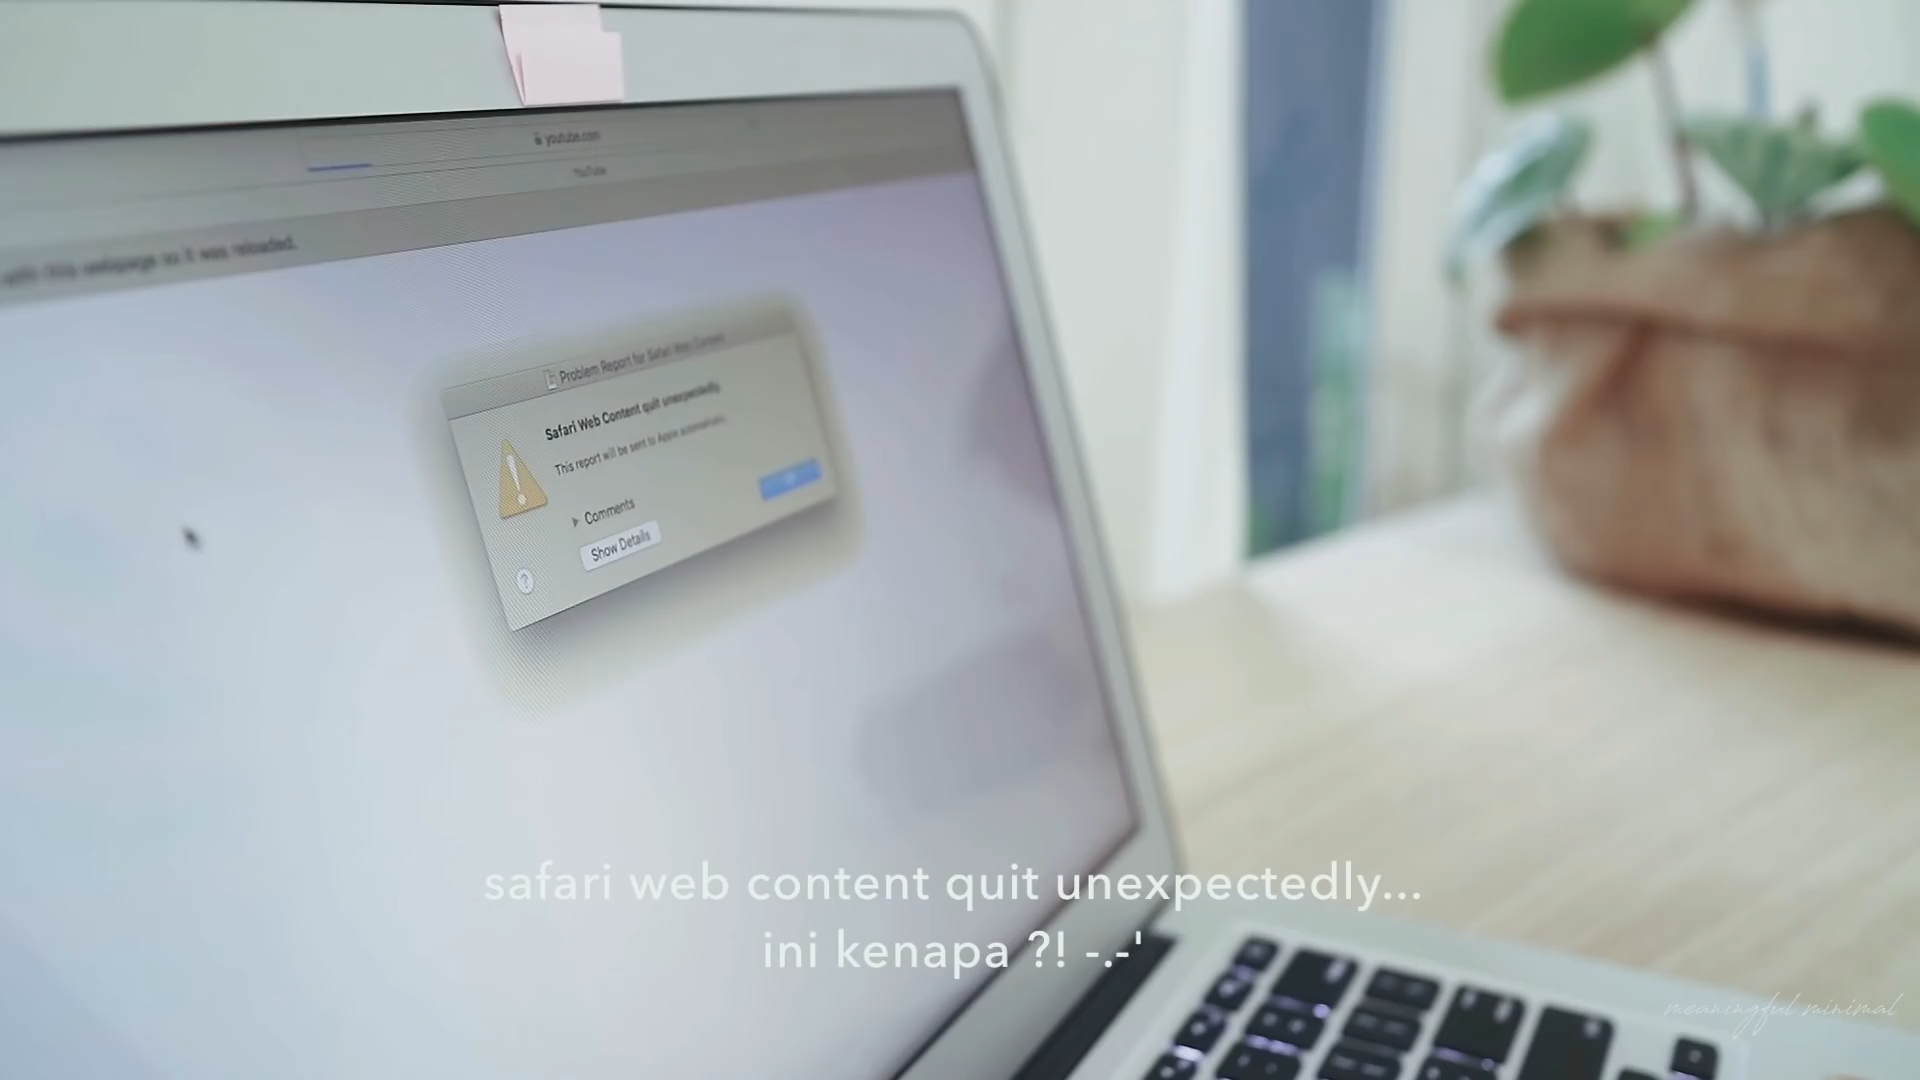 youtube.com
YouTube
with this webpage so it was reloaded.
Problem Report for Safari Web Content
Safari Web Content quit unexpectedly.
This report will be sent to Apple automatically.
Comments
Show Details
?
safari web content quit unexpectedly...
ini kenapa ?! -.-'
meaningful minimal